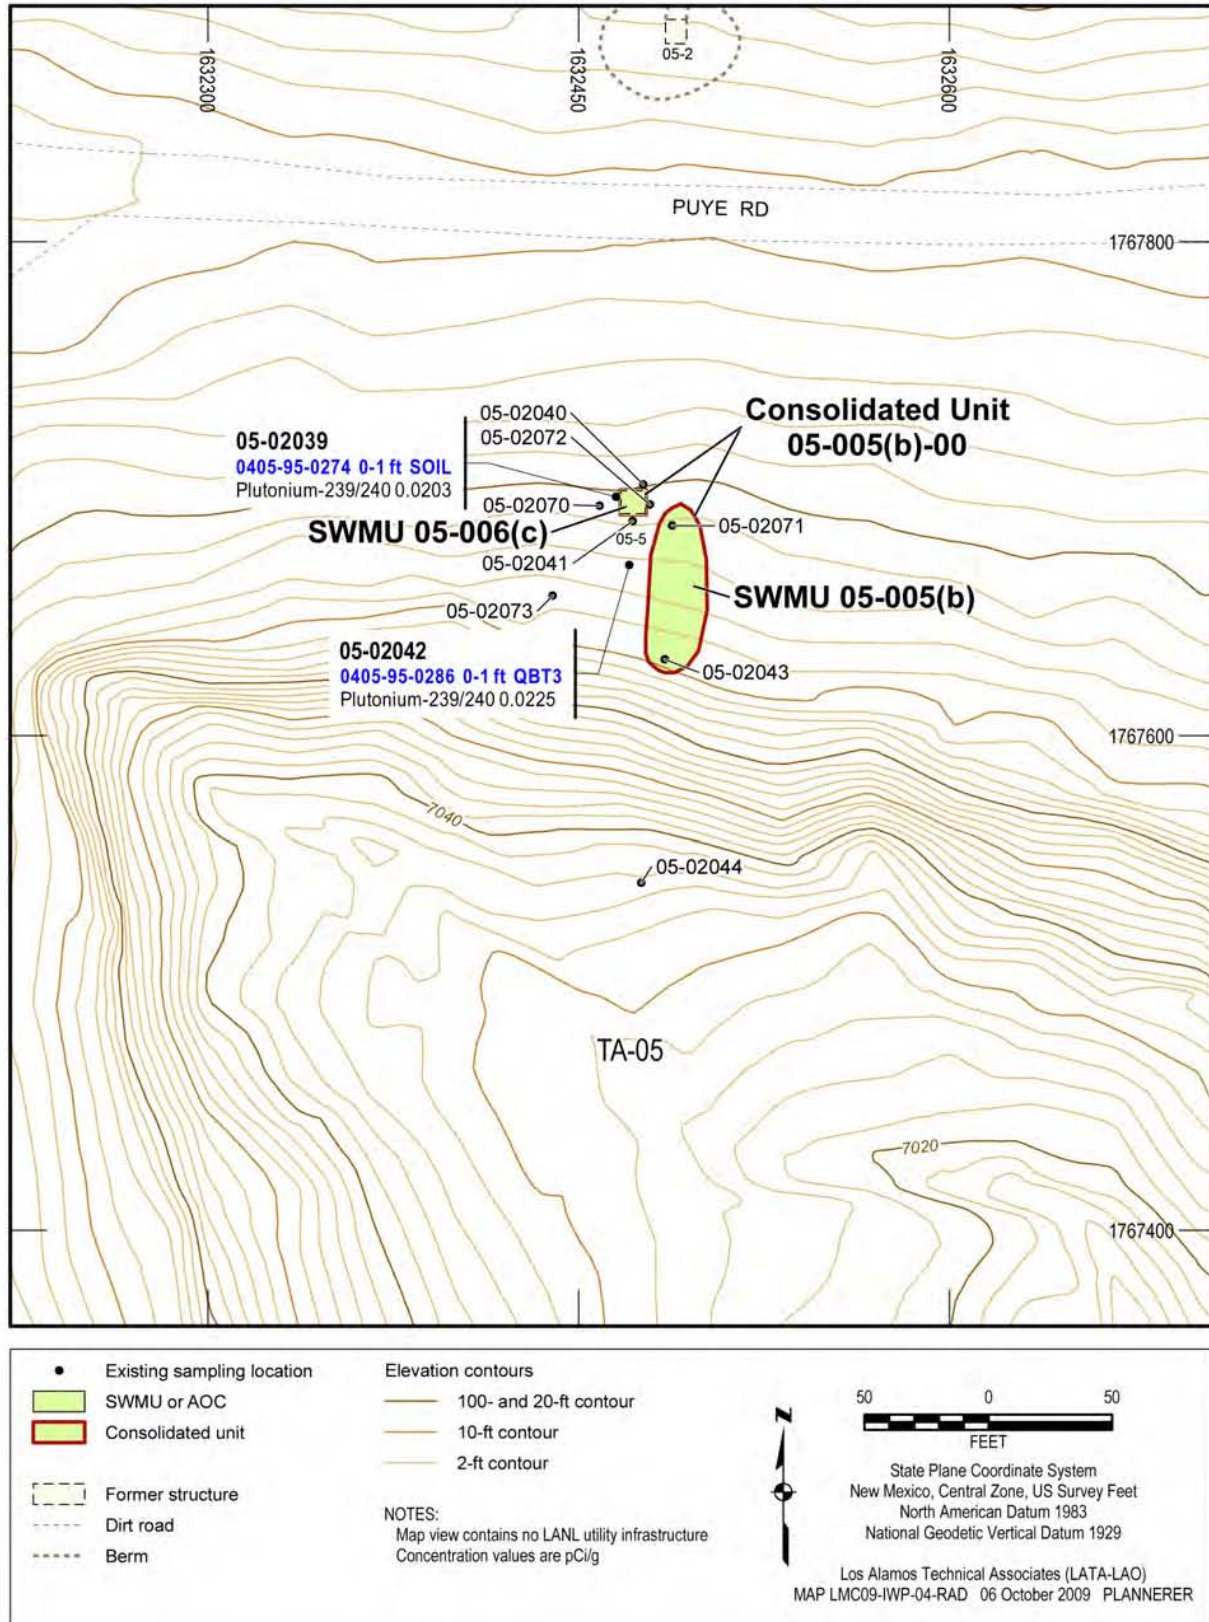 1632300
1632450
1632600
05-2
PUYE RD
1767800
05-02040
05-02072
Consolidated Unit
05-005(b)-00
05-02039
0405-95-0274 0-1 ft SOIL
Plutonium-239/240 0.0203
05-02070
SWMU 05-006(c)
05-5
05-02071
05-02041
05-02073
SWMU 05-005(b)
05-02042
0405-95-0286 0-1 ft QBT3
Plutonium-239/240 0.0225
05-02043
1767600
7040
05-02044
TA-05
7020
1767400
Existing sampling location
SWMU or AOC
Consolidated unit
Former structure
Dirt road
Berm
Elevation contours
100- and 20-ft contour
10-ft contour
2-ft contour
NOTES:
Map view contains no LANL utility infrastructure
Concentration values are pCi/g
N
50 0 50
FEET
State Plane Coordinate System
New Mexico, Central Zone, US Survey Feet
North American Datum 1983
National Geodetic Vertical Datum 1929
Los Alamos Technical Associates (LATA-LAO)
MAP LMC09-IWP-04-RAD 06 October 2009 PLANNERER